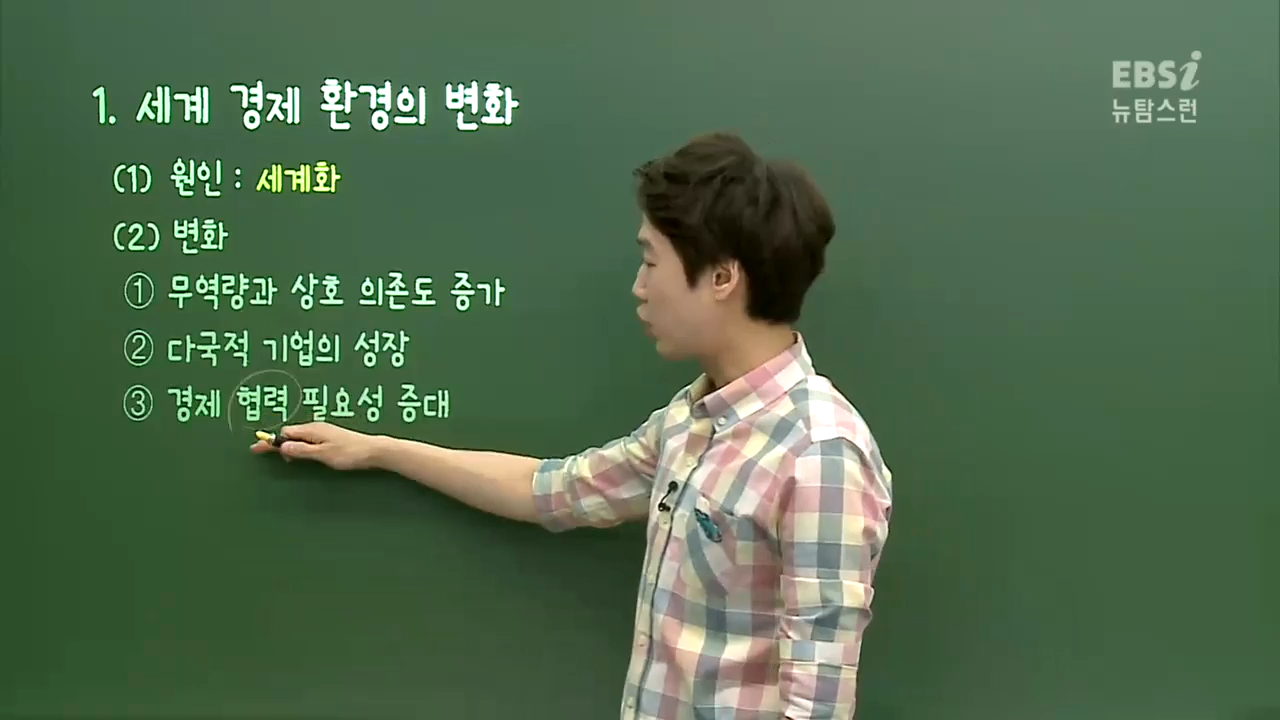 1. 세계 경제 환경의 변화
(1) 원인 : 세계화
(2) 변화
① 무역량과 상호 의존도 증가
② 다국적 기업의 성장
③ 경제 협력 필요성 증대
EBSi
뉴탐스런